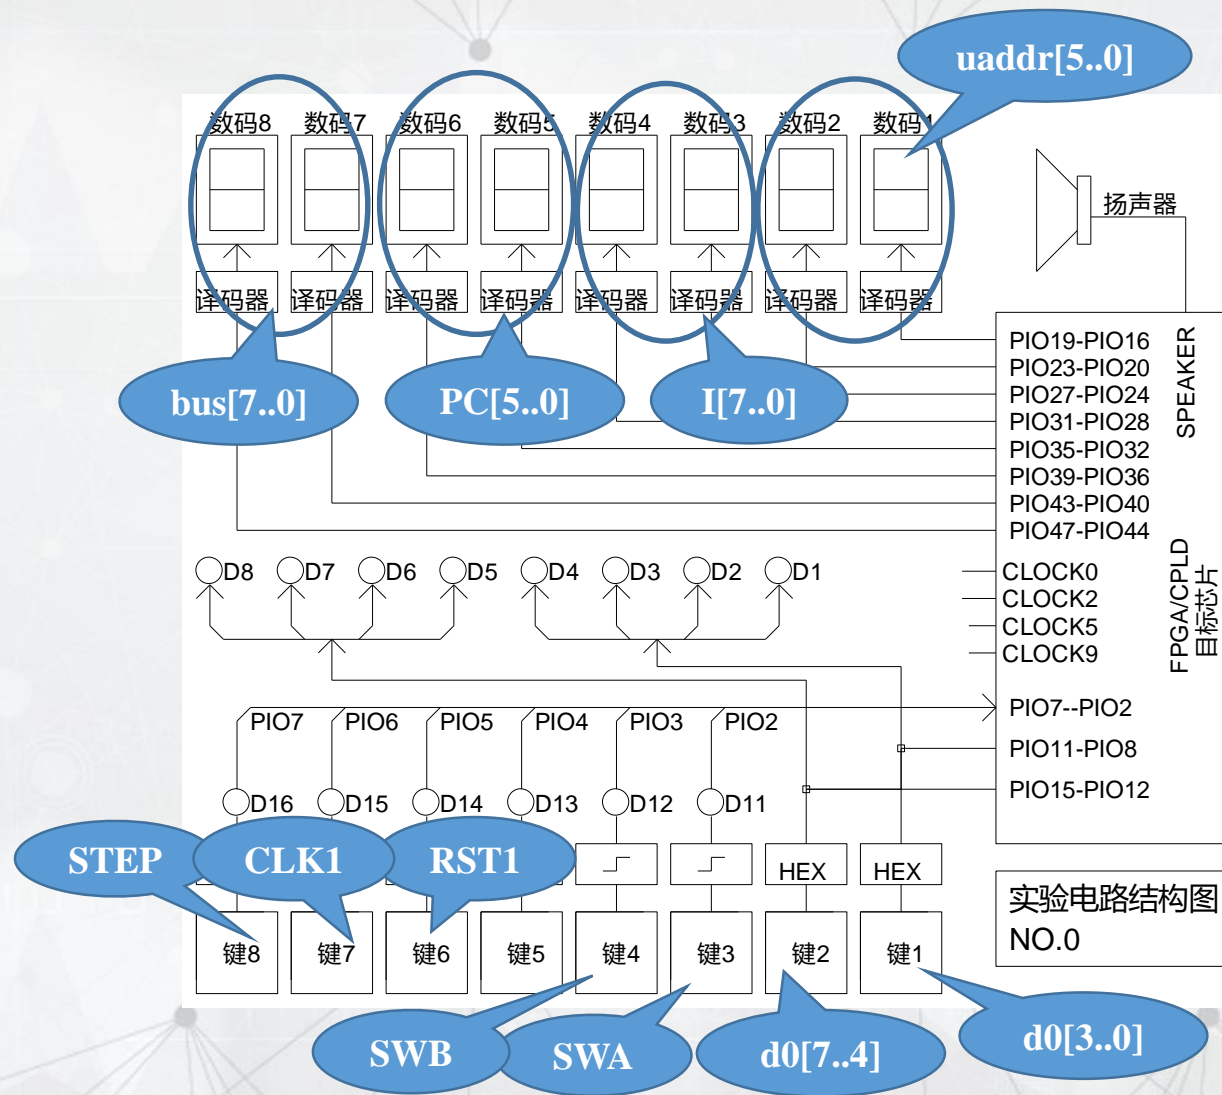 uaddr[5..0]
数码8 数码7 数码6 数码5 数码4 数码3 数码2 数码1
扬声器
译码器 译码器 译码器 译码器 译码器 译码器 译码器 译码器
bus[7..0] PC[5..0] I[7..0]
PIO19-PIO16
PIO23-PIO20
PIO27-PIO24
PIO31-PIO28
PIO35-PIO32
PIO39-PIO36
PIO43-PIO40
PIO47-PIO44
SPEAKER
D8 D7 D6 D5 D4 D3 D2 D1
CLOCK0
CLOCK2
CLOCK5
CLOCK9
FPGA/CPLD
目标芯片
PIO7 PIO6 PIO5 PIO4 PIO3 PIO2
PIO7--PIO2
PIO11-PIO8
PIO15-PIO12
D16 D15 D14 D13 D12 D11
STEP CLK1 RST1
HEX HEX
键8 键7 键6 键5 键4 键3 键2 键1
实验电路结构图
NO.0
SWB SWA d0[7..4] d0[3..0]